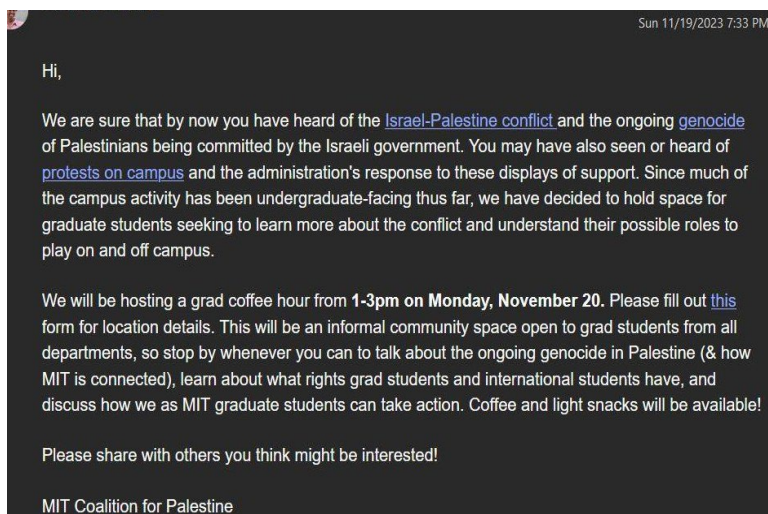 Sun 11/19/2023 7:33 PM
Hi,
We are sure that by now you have heard of the Israel-Palestine conflict and the ongoing genocide
of Palestinians being committed by the Israeli government. You may have also seen or heard of
protests on campus and the administration's response to these displays of support. Since much of
the campus activity has been undergraduate-facing thus far, we have decided to hold space for
graduate students seeking to learn more about the conflict and understand their possible roles to
play on and off campus.
We will be hosting a grad coffee hour from 1-3pm on Monday, November 20. Please fill out this
form for location details. This will be an informal community space open to grad students from all
departments, so stop by whenever you can to talk about the ongoing genocide in Palestine (& how
MIT is connected), learn about what rights grad students and international students have, and
discuss how we as MIT graduate students can take action. Coffee and light snacks will be available!
Please share with others you think might be interested!
MIT Coalition for Palestine